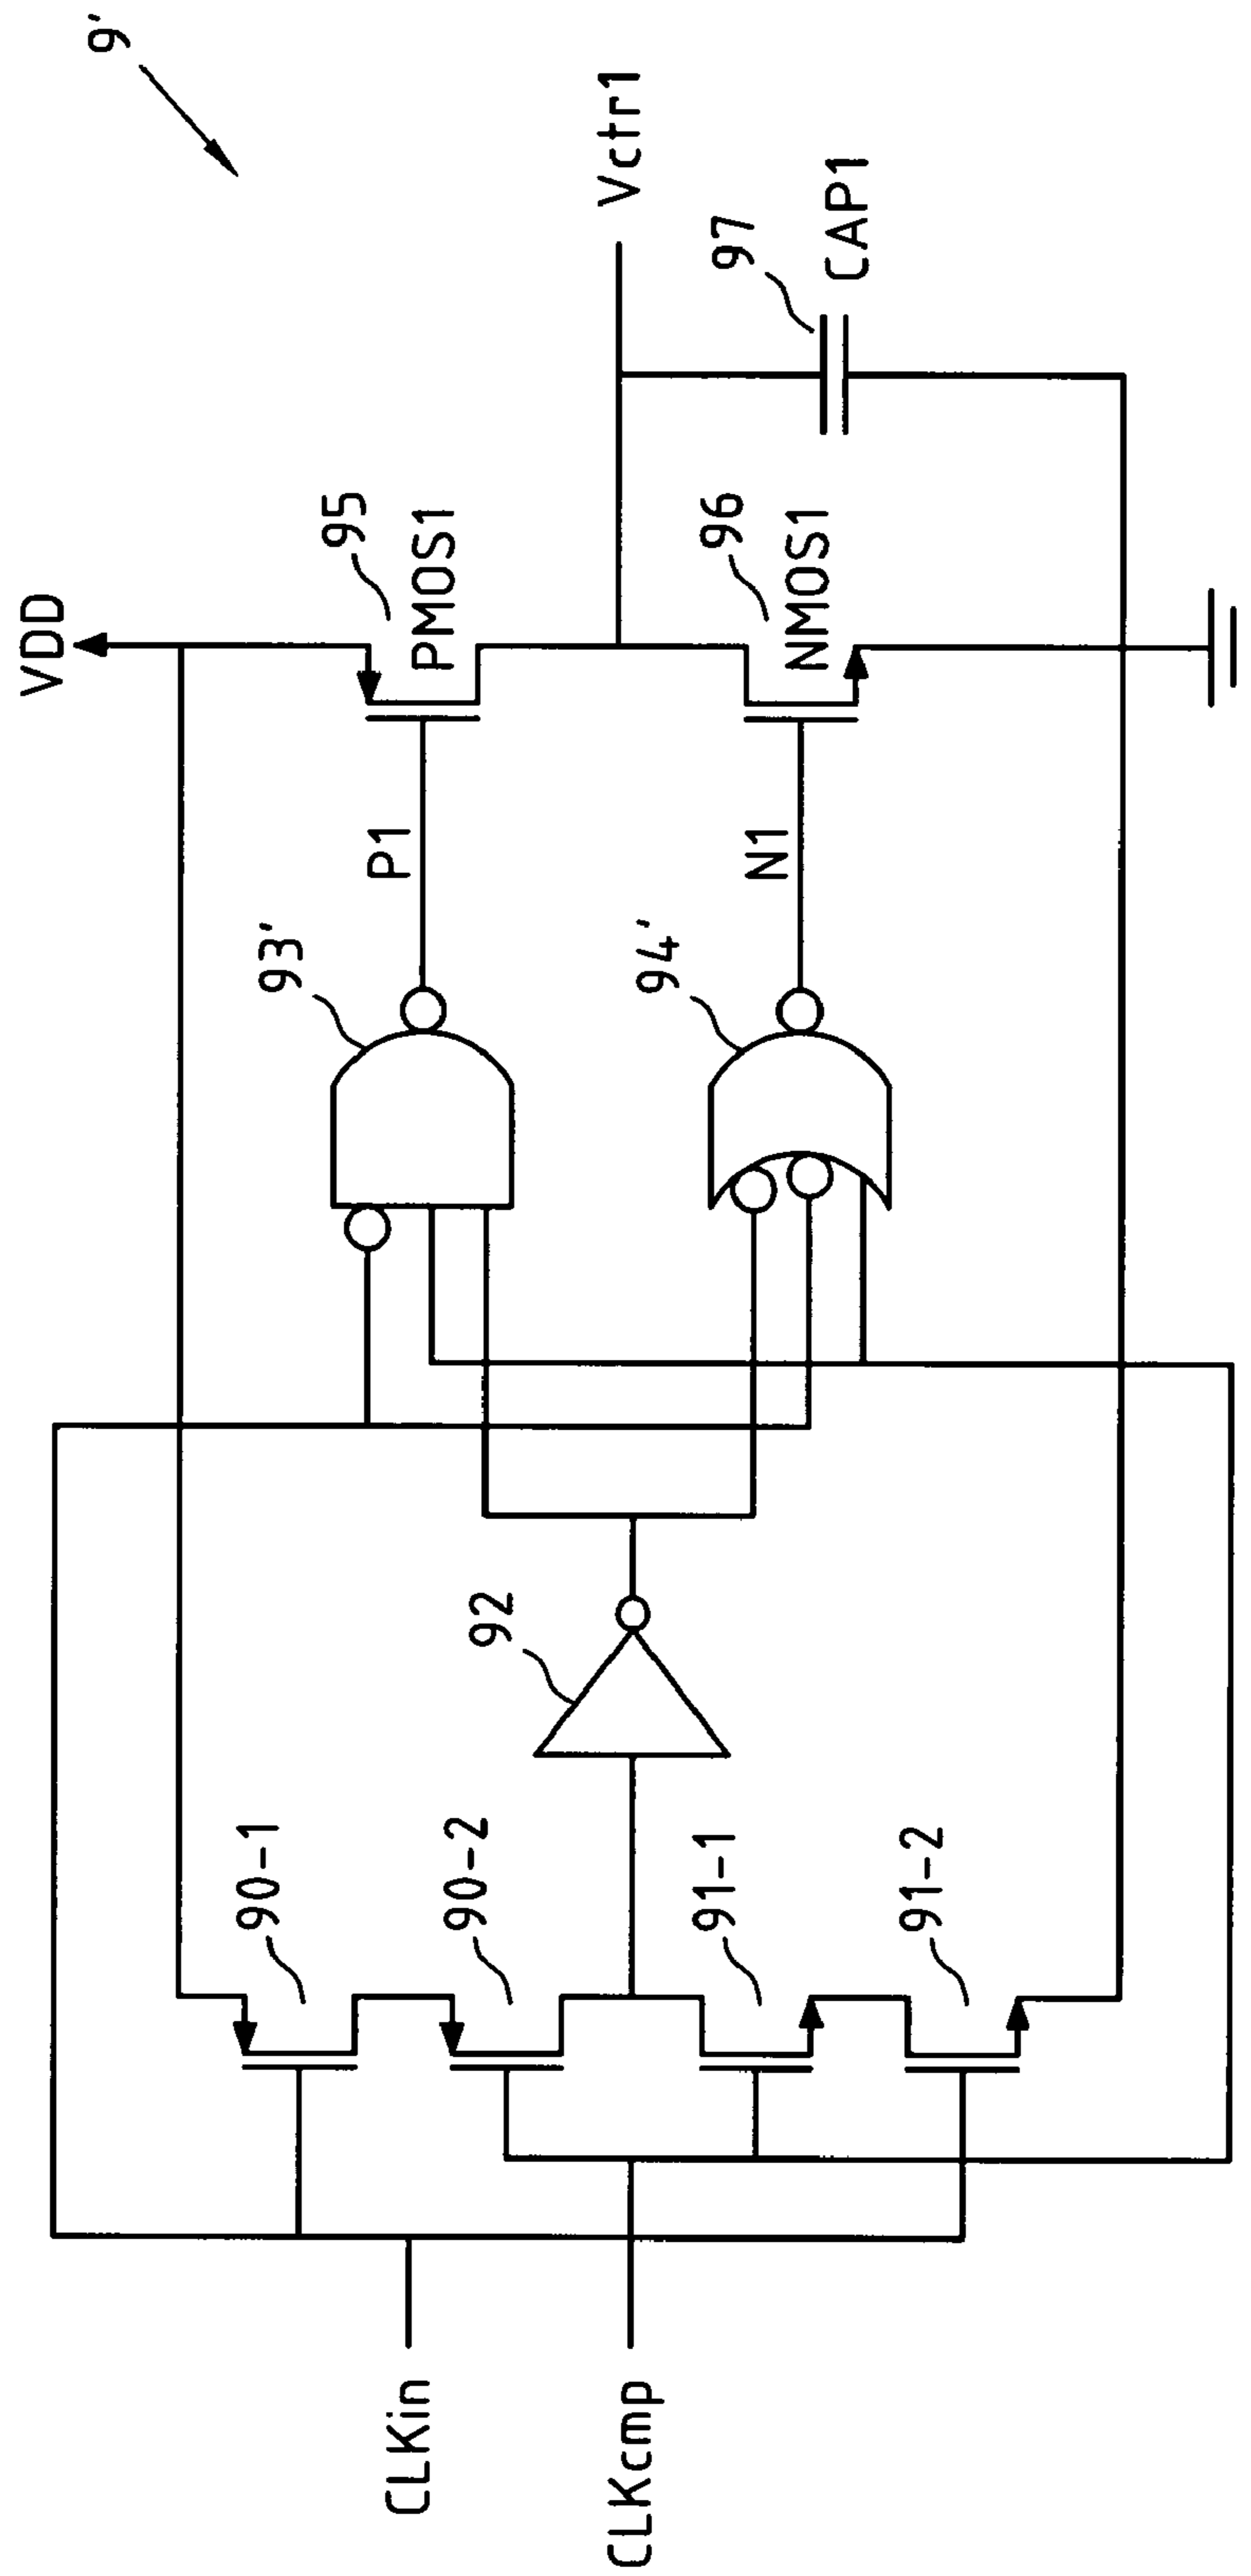 9'
VDD
95
PMOS1
P1
93'
Vctr1
97
CAP1
96
NMOS1
N1
94'
92
90-1
90-2
91-1
91-2
CLKin
CLKcmp